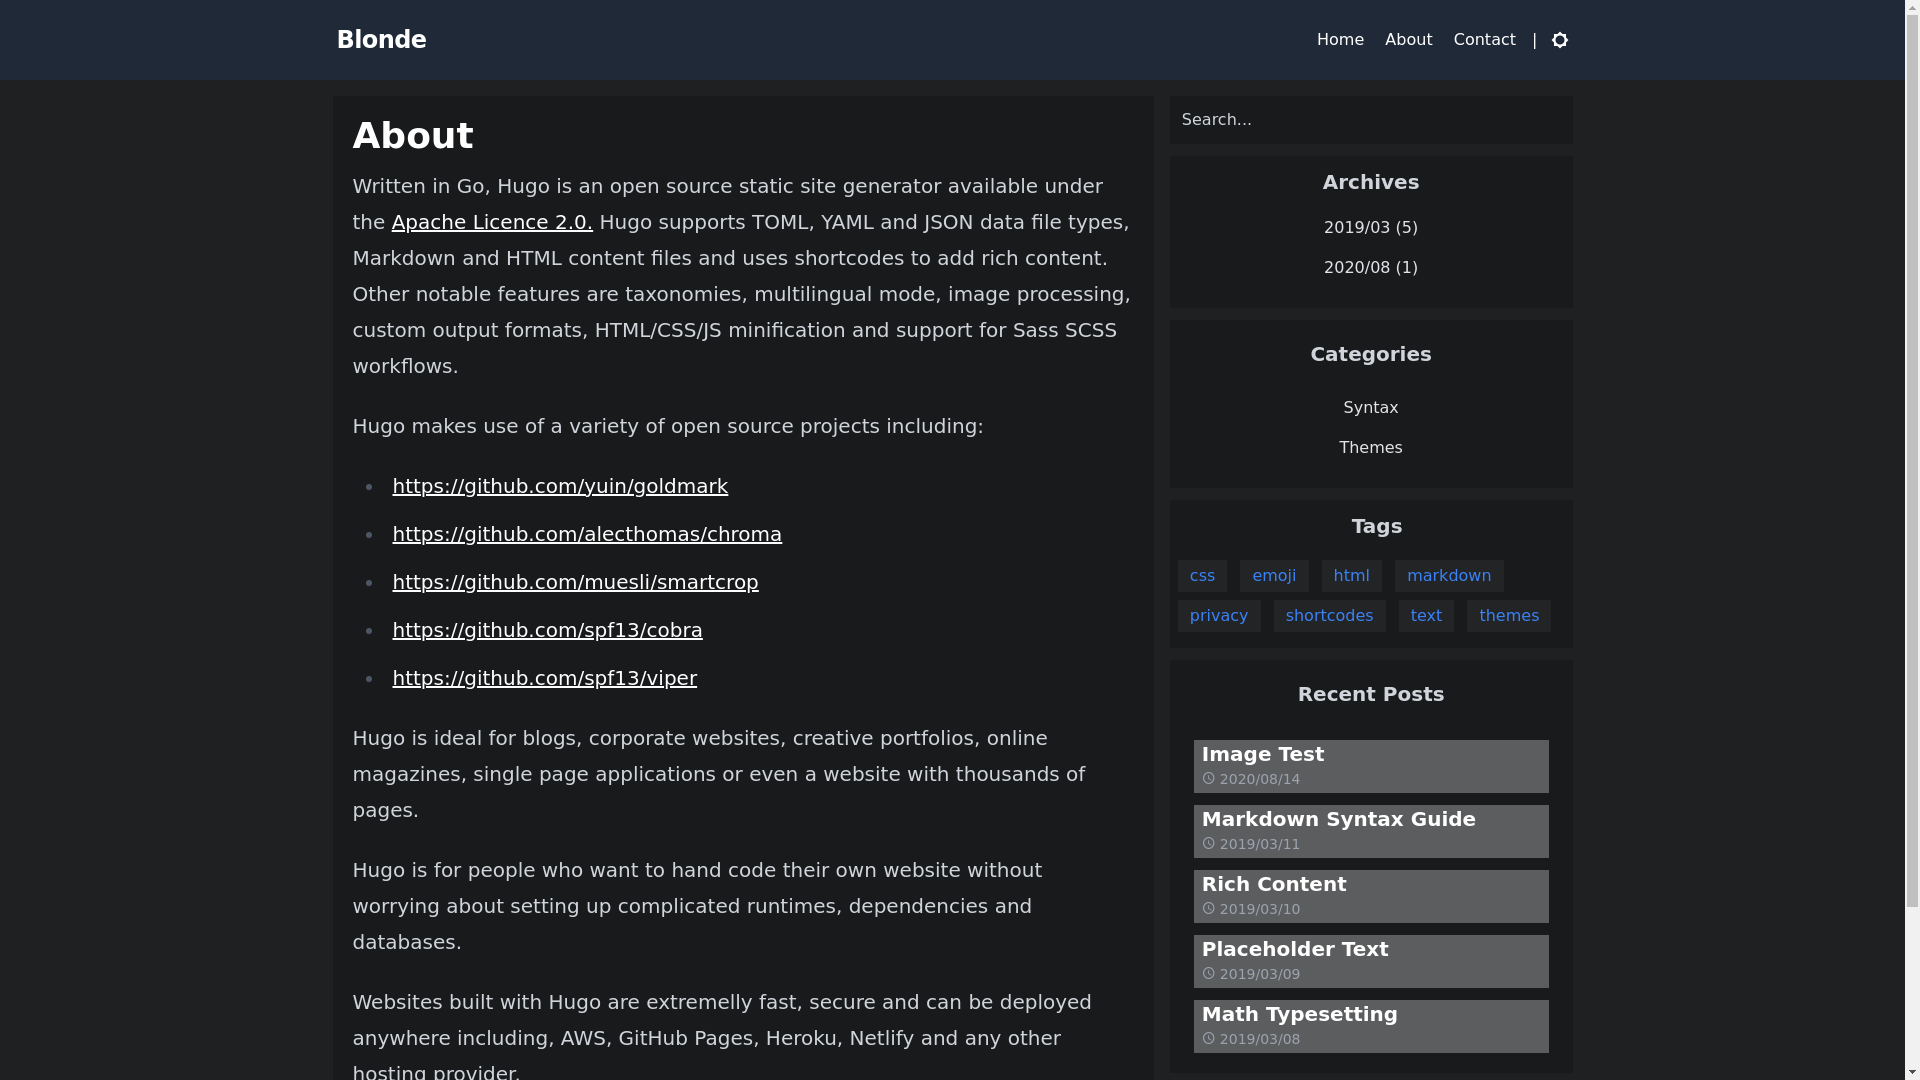 Blonde
Home About Contact |
About
Written in Go, Hugo is an open source static site generator available under
the Apache Licence 2.0. Hugo supports TOML, YAML and JSON data file types,
Markdown and HTML content files and uses shortcodes to add rich content.
Other notable features are taxonomies, multilingual mode, image processing,
custom output formats, HTML/CSS/JS minification and support for Sass SCSS
workflows.
Hugo makes use of a variety of open source projects including:
https://github.com/yuin/goldmark
https://github.com/alecthomas/chroma
https://github.com/muesli/smartcrop
https://github.com/spf13/cobra
https://github.com/spf13/viper
Hugo is ideal for blogs, corporate websites, creative portfolios, online
magazines, single page applications or even a website with thousands of
pages.
Hugo is for people who want to hand code their own website without
worrying about setting up complicated runtimes, dependencies and
databases.
Websites built with Hugo are extremelly fast, secure and can be deployed
anywhere including, AWS, GitHub Pages, Heroku, Netlify and any other
hosting provider.
Search...
Archives
2019/03 (5)
2020/08 (1)
Categories
Syntax
Themes
Tags
css emoji html markdown
privacy shortcodes text themes
Recent Posts
Image Test
2020/08/14
Markdown Syntax Guide
2019/03/11
Rich Content
2019/03/10
Placeholder Text
2019/03/09
Math Typesetting
2019/03/08